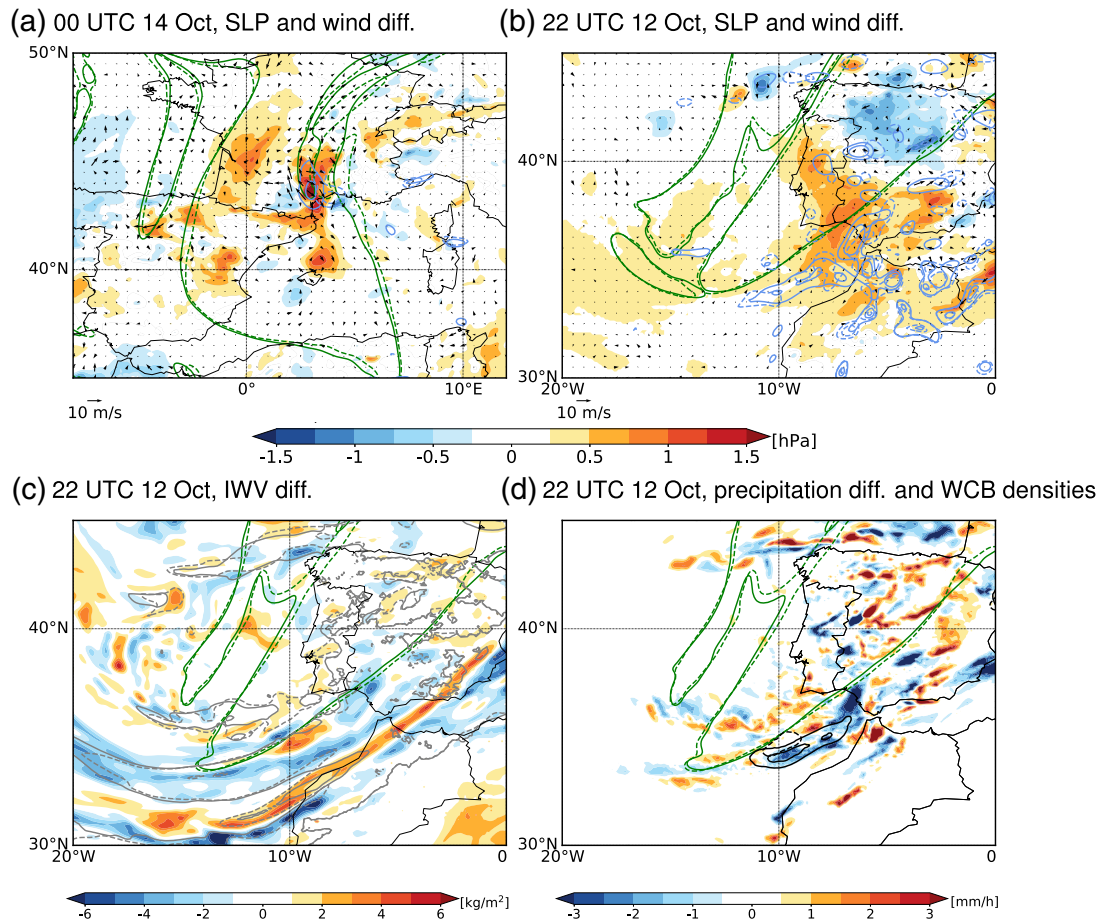 (a) 00 UTC 14 Oct, SLP and wind diff.
(b) 22 UTC 12 Oct, SLP and wind diff.
50°N
40°N
0°
10°E
10 m/s
40°N
30°N
20°W
10°W
0
10 m/s
[hPa]
-1.5
-1
-0.5
0
0.5
1
1.5
(c) 22 UTC 12 Oct, IWV diff.
(d) 22 UTC 12 Oct, precipitation diff. and WCB densities
40°N
30°N
20°W
10°W
0
40°N
30°N
20°W
10°W
0
[kg/m²]
-6
-4
-2
0
2
4
6
[mm/h]
-3
-2
-1
0
1
2
3